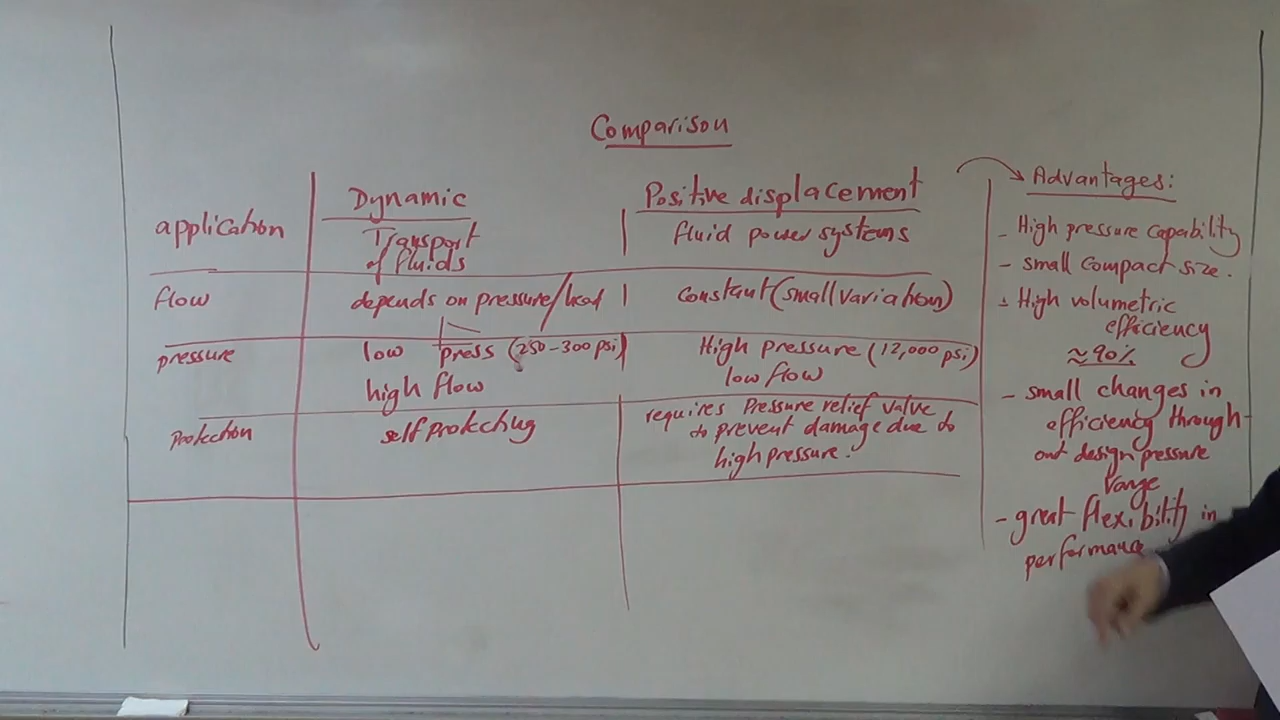 Comparison
Dynamic
Positive displacement
application
Transport
of fluids
fluid power systems
flow
depends on pressure/head
Constant (small variation)
pressure
low press (250-300 psi)
high flow
High pressure (12,000 psi)
low flow
Protection
self protecting
requires Pressure relief valve
to prevent damage due to
high pressure.
Advantages:
- High pressure capability
- small compact size.
- High volumetric
efficiency
≈90%
- small changes in
efficiency through-
out design pressure
range
- great flexibility in
performance